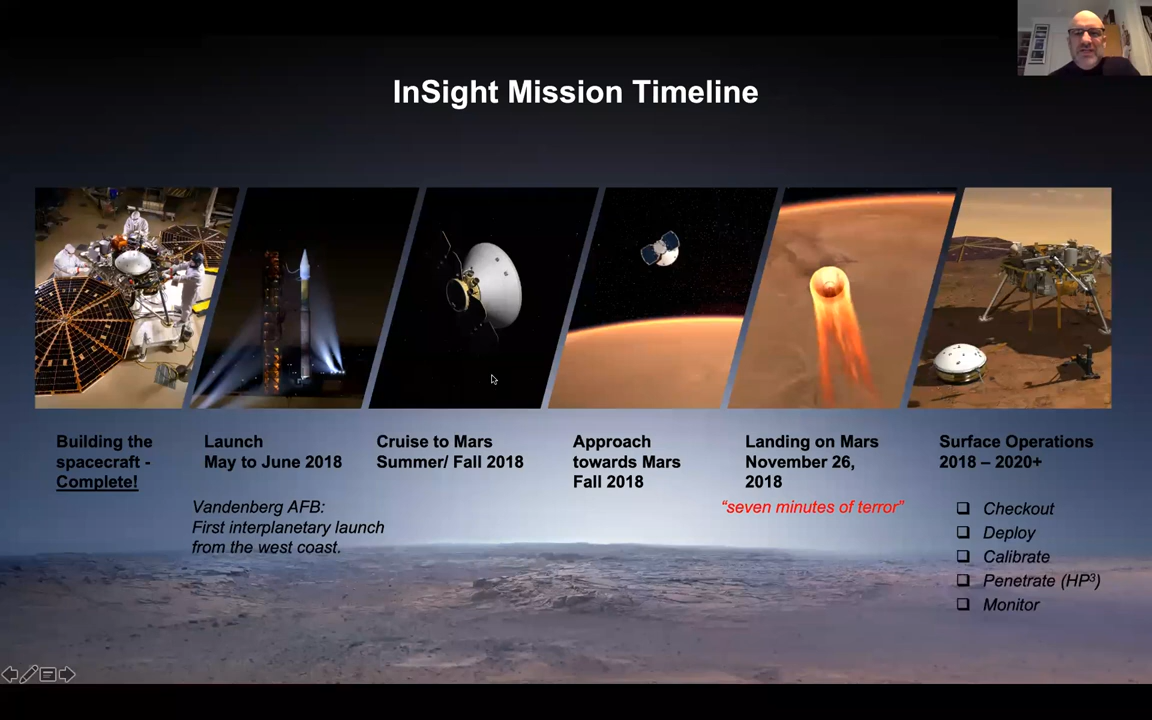 InSight Mission Timeline
Building the
spacecraft -
Complete!
Launch
May to June 2018
Vandenberg AFB:
First interplanetary launch
from the west coast.
Cruise to Mars
Summer/ Fall 2018
Approach
towards Mars
Fall 2018
Landing on Mars
November 26,
2018
“seven minutes of terror”
Surface Operations
2018 – 2020+
❑ Checkout
❑ Deploy
❑ Calibrate
❑ Penetrate (HP³)
❑ Monitor